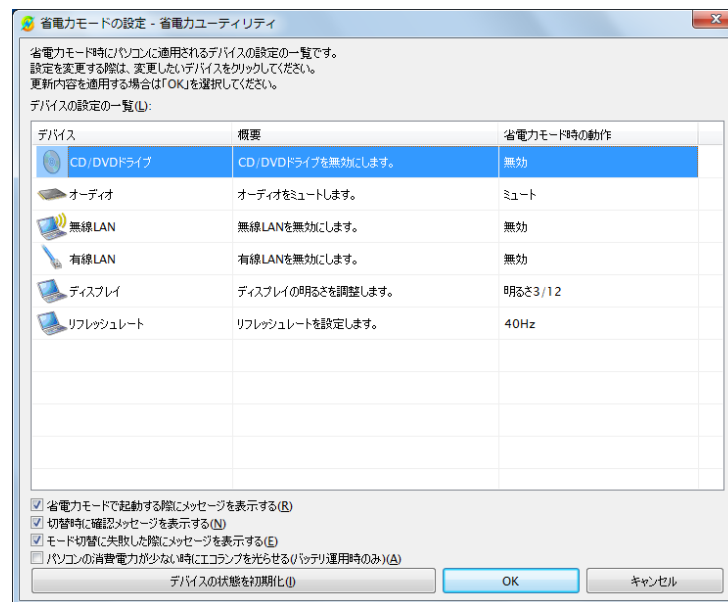 省電力モードの設定 - 省電力ユーティリティ
省電力モード時にパソコンに適用されるデバイスの設定の一覧です。
設定を変更する際は、変更したいデバイスをクリックしてください。
更新内容を適用する場合は「OK」を選択してください。
デバイスの設定の一覧(L):
デバイス 概要 省電力モード時の動作
CD/DVDドライブ CD/DVDドライブを無効にします。 無効
オーディオ オーディオをミュートします。 ミュート
無線LAN 無線LANを無効にします。 無効
有線LAN 有線LANを無効にします。 無効
ディスプレイ ディスプレイの明るさを調整します。 明るさ3/12
リフレッシュレート リフレッシュレートを設定します。 40Hz
省電力モードで起動する際にメッセージを表示する(R)
切替時に確認メッセージを表示する(N)
モード切替に失敗した際にメッセージを表示する(E)
パソコンの消費電力が少ない時にエコランプを光らせる(バッテリ運用時のみ)(A)
デバイスの状態を初期化(I) OK キャンセル